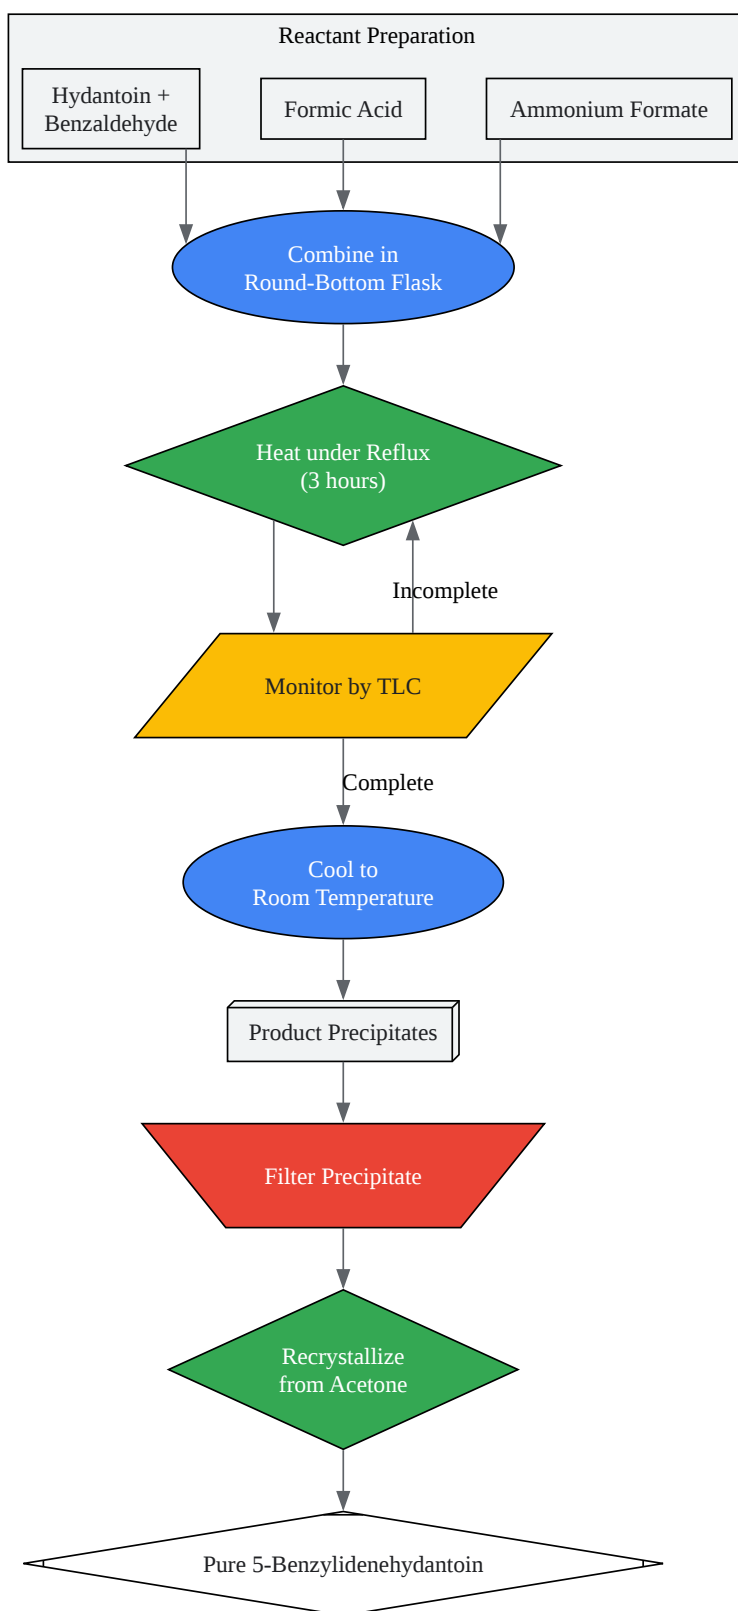 Reactant Preparation
Hydantoin +
Benzaldehyde
Formic Acid
Ammonium Formate
Combine in
Round-Bottom Flask
Heat under Reflux
(3 hours)
Incomplete
Monitor by TLC
Complete
Cool to
Room Temperature
Product Precipitates
Filter Precipitate
Recrystallize
from Acetone
Pure 5-Benzylidenehydantoin